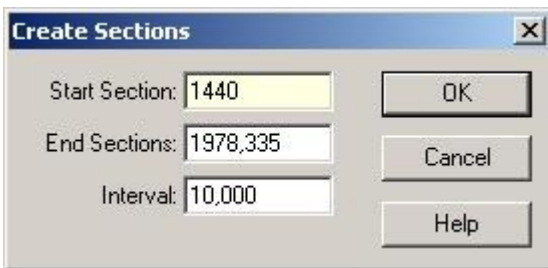 Create Sections
Start Section: 1440
OK
End Sections: 1978,335
Cancel
Interval: 10,000
Help